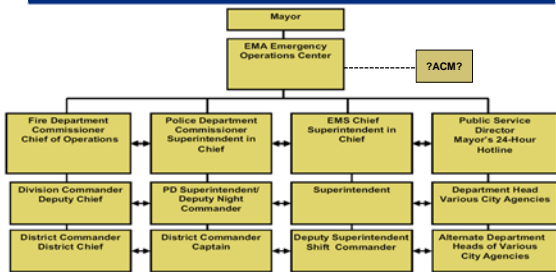 Mayor
EMA Emergency
Operations Center
?ACM?
Fire Department
Commissioner
Chief of Operations
Police Department
Commissioner
Superintendent in
Chief
EMS Chief
Superintendent in
Chief
Public Service
Director
Mayor's 24-Hour
Hotline
Division Commander
Deputy Chief
PD Superintendent/
Deputy Night
Commander
Superintendent
Department Head
Various City Agencies
District Commander
District Chief
District Commander
Captain
Deputy Superintendent
Shift Commander
Alternate Department
Heads of Various
City Agencies